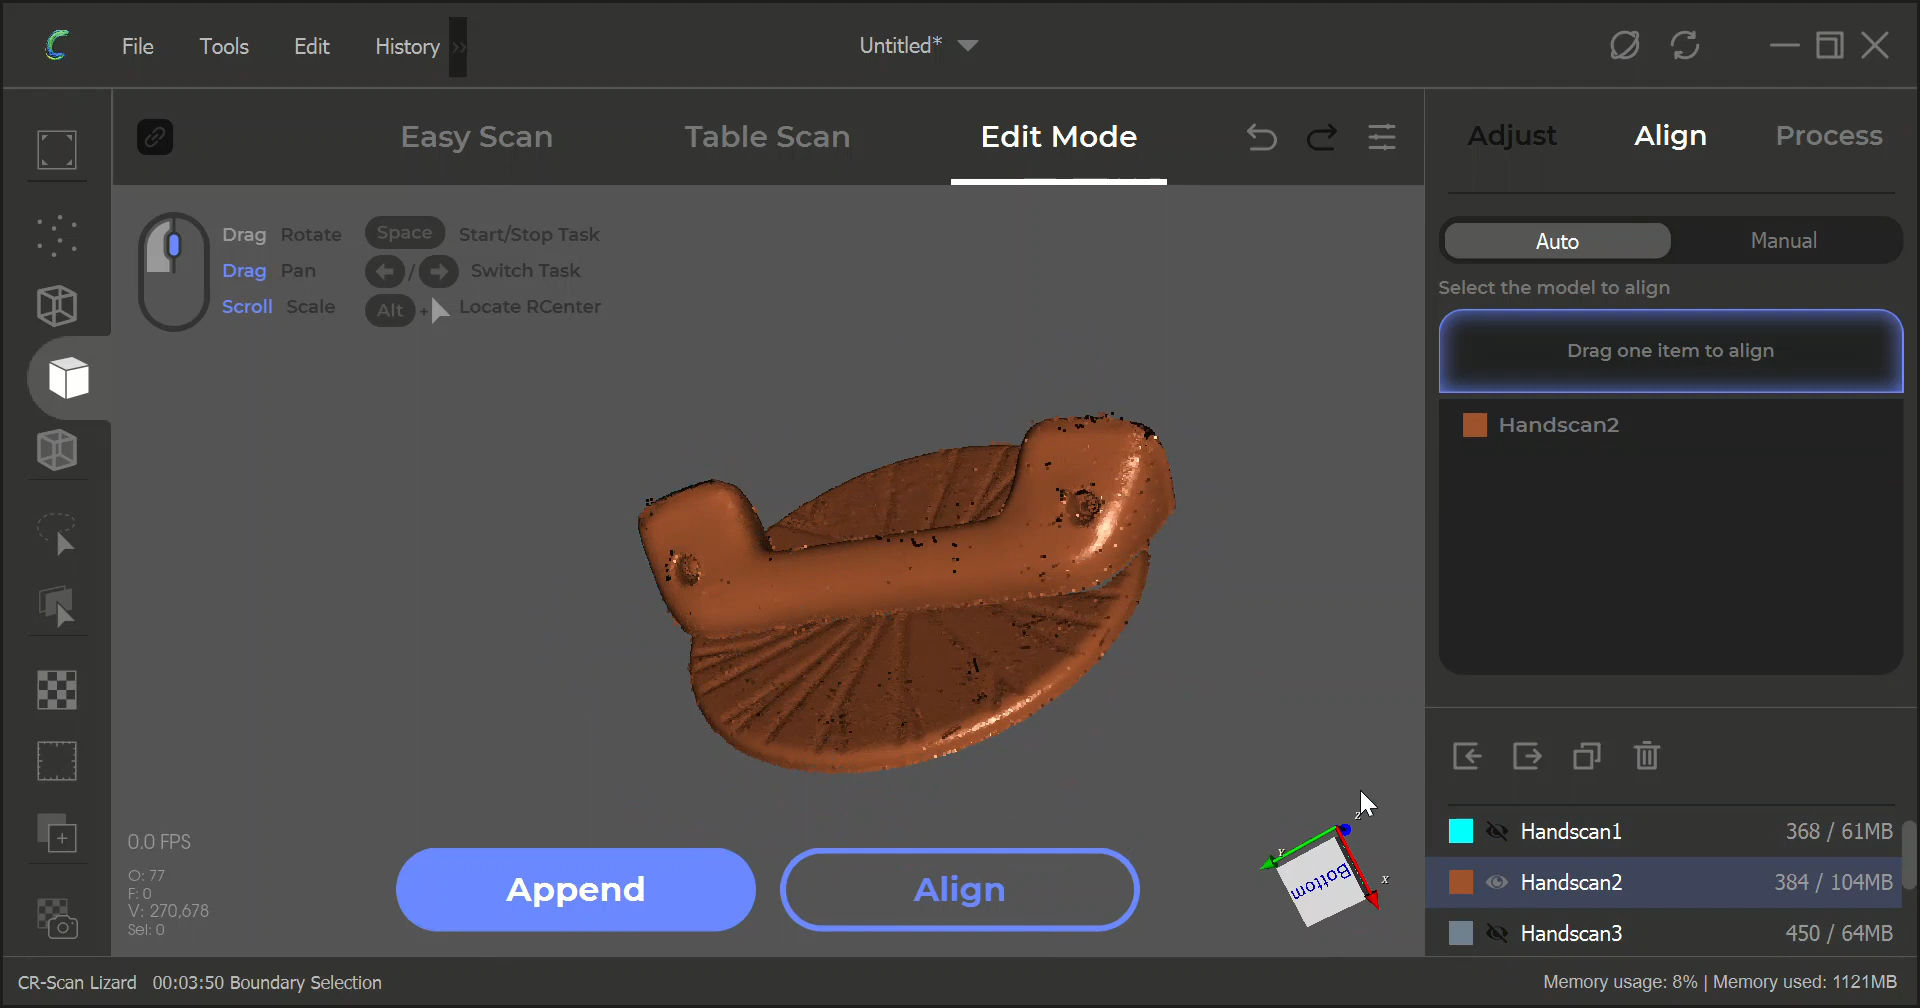 File Tools Edit History »
Untitled*
Easy Scan Table Scan Edit Mode
Adjust Align Process
Drag Rotate Space Start/Stop Task
Drag Pan / Switch Task
Scroll Scale Alt + Locate RCenter
Auto Manual
Select the model to align
Drag one item to align
Handscan2
Handscan1 368 / 61MB
Handscan2 384 / 104MB
Handscan3 450 / 64MB
0.0 FPS
O: 77
F: 0
V: 270,678
Sel: 0
Append Align
Z
Y
X
Bottom
CR-Scan Lizard 00:03:50 Boundary Selection
Memory usage: 8% | Memory used: 1121MB